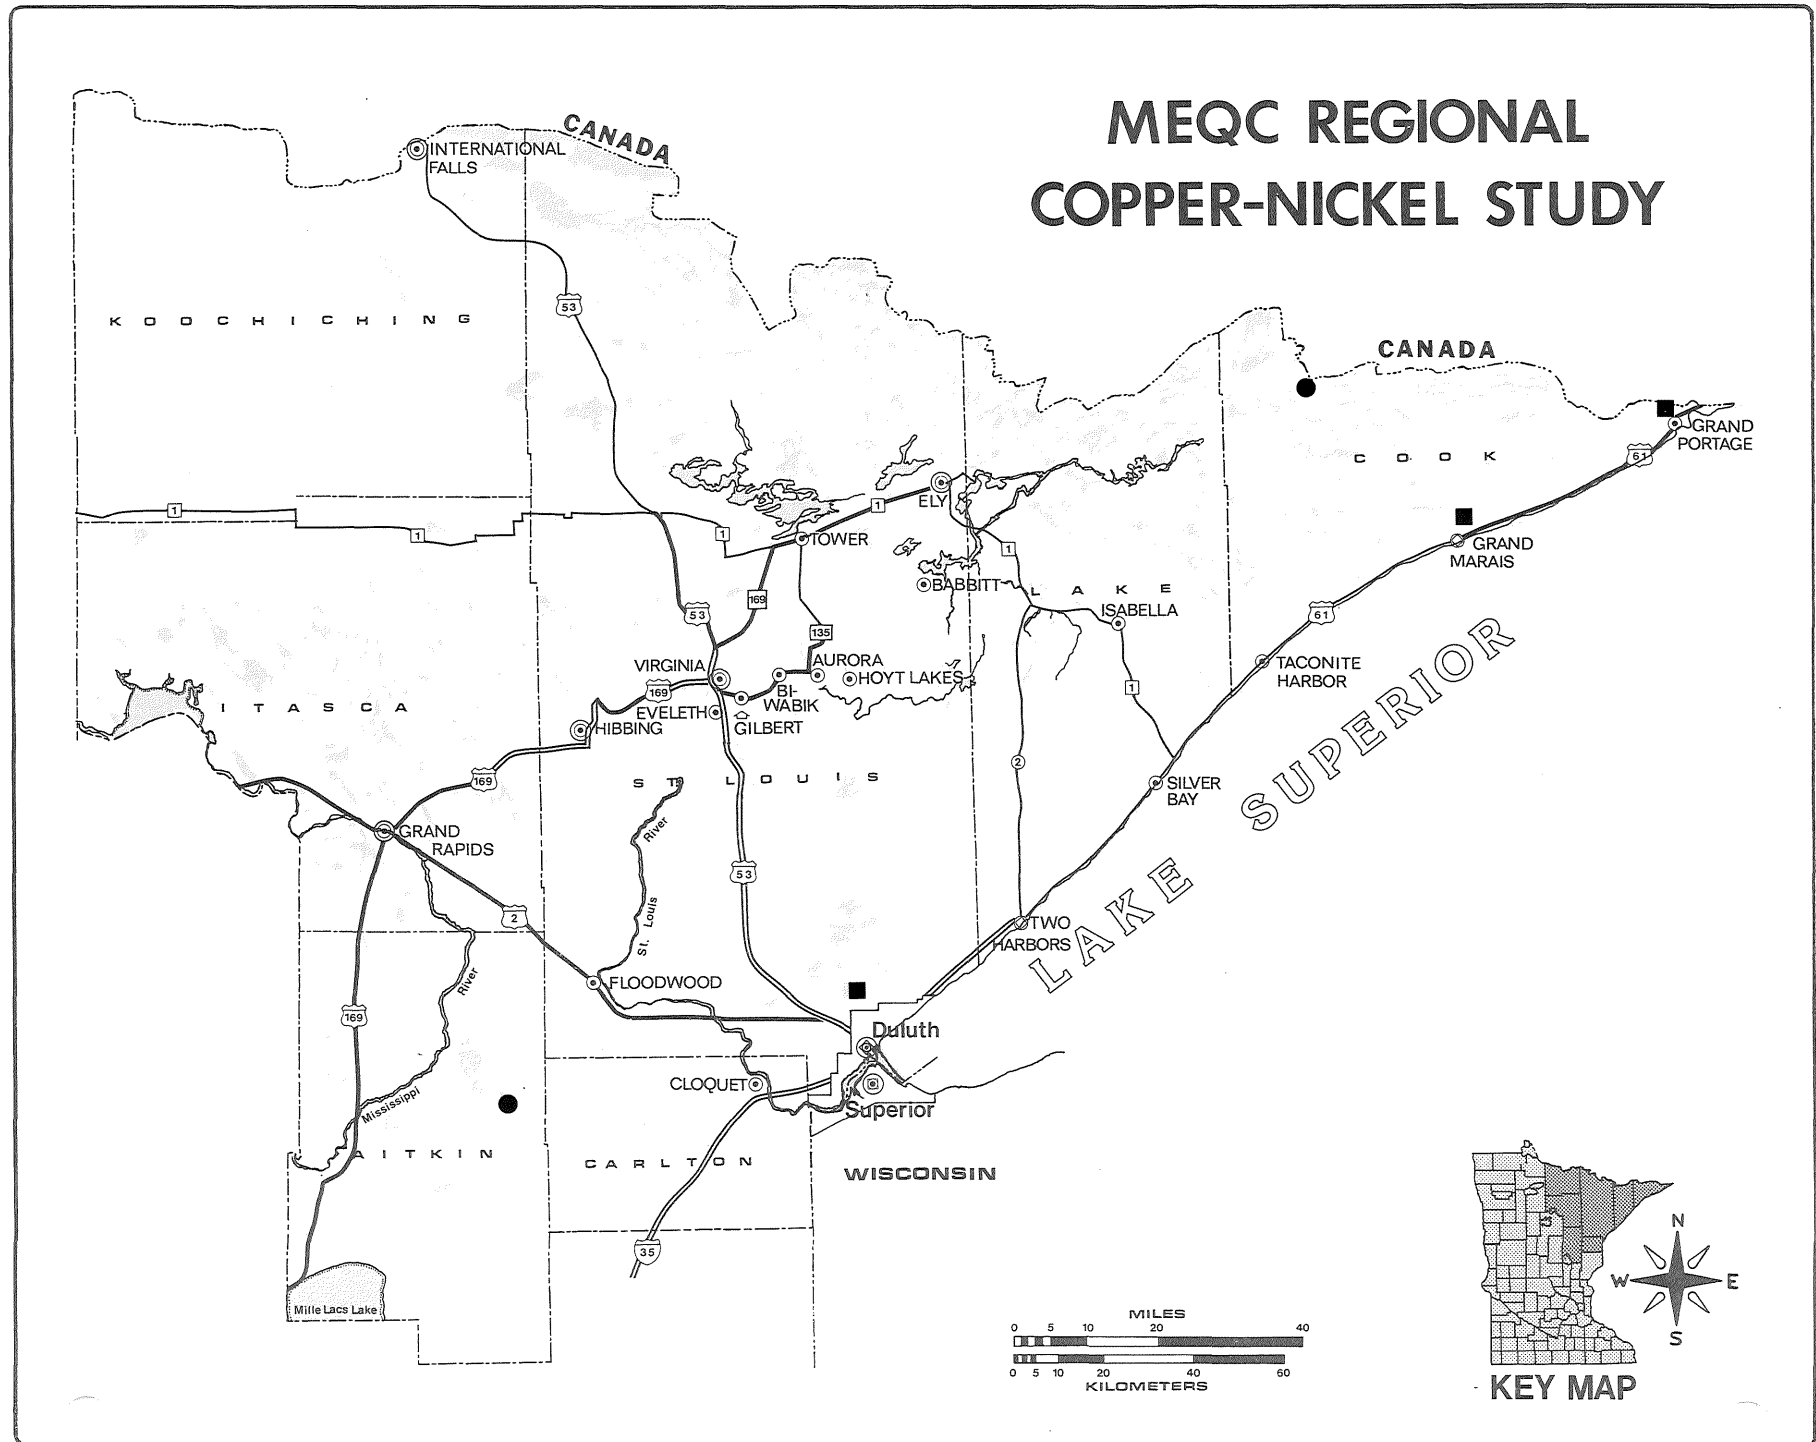 MEQC REGIONAL
COPPER-NICKEL STUDY
CANADA
INTERNATIONAL
FALLS
53
KOOCHICHING
CANADA
GRAND
PORTAGE
COOK
61
ELY
1
1
1
1
TOWER
1
GRAND
MARAIS
BABBITT
LAKE
ISABELLA
169
53
135
61
VIRGINIA
AURORA
HOYT LAKES
TACONITE
HARBOR
BI-
WABIK
169
1
ITASCA
EVELETH
GILBERT
HIBBING
169
ST. LOUIS
2
SILVER
BAY
LAKE SUPERIOR
GRAND
RAPIDS
River
53
2
St. Louis
TWO
HARBORS
River
FLOODWOOD
169
Duluth
CLOQUET
Mississippi
Superior
AITKIN
CARLTON
WISCONSIN
35
Mille Lacs Lake
MILES
0 5 10 20 40
0 5 10 20 40 60
KILOMETERS
N
W E
S
KEY MAP